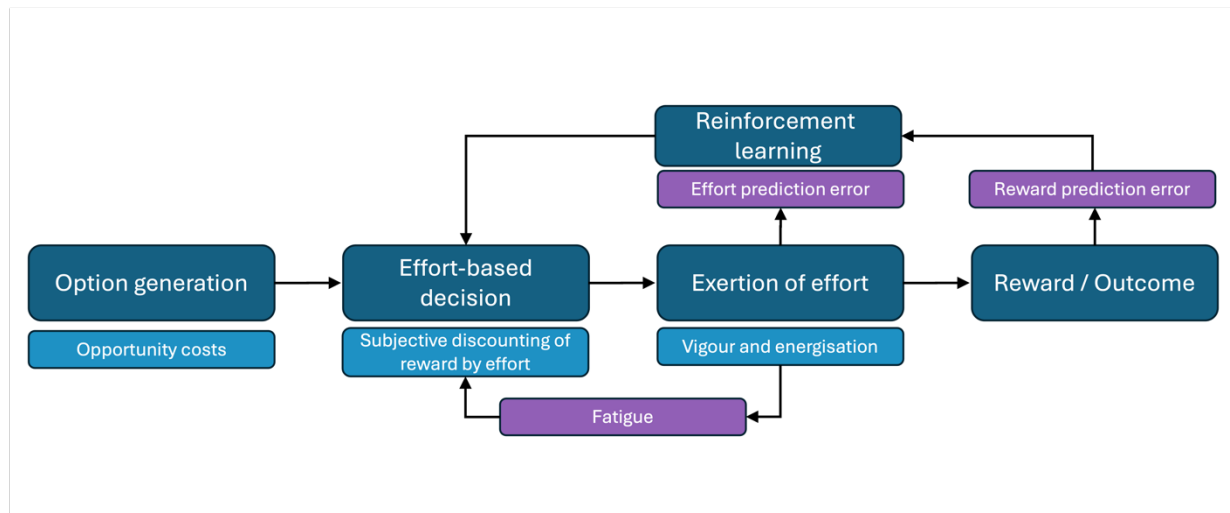 Reinforcement
learning
Effort prediction error
Reward prediction error
Option generation
Effort-based
decision
Exertion of effort
Reward / Outcome
Opportunity costs
Subjective discounting of
reward by effort
Vigour and energisation
Fatigue